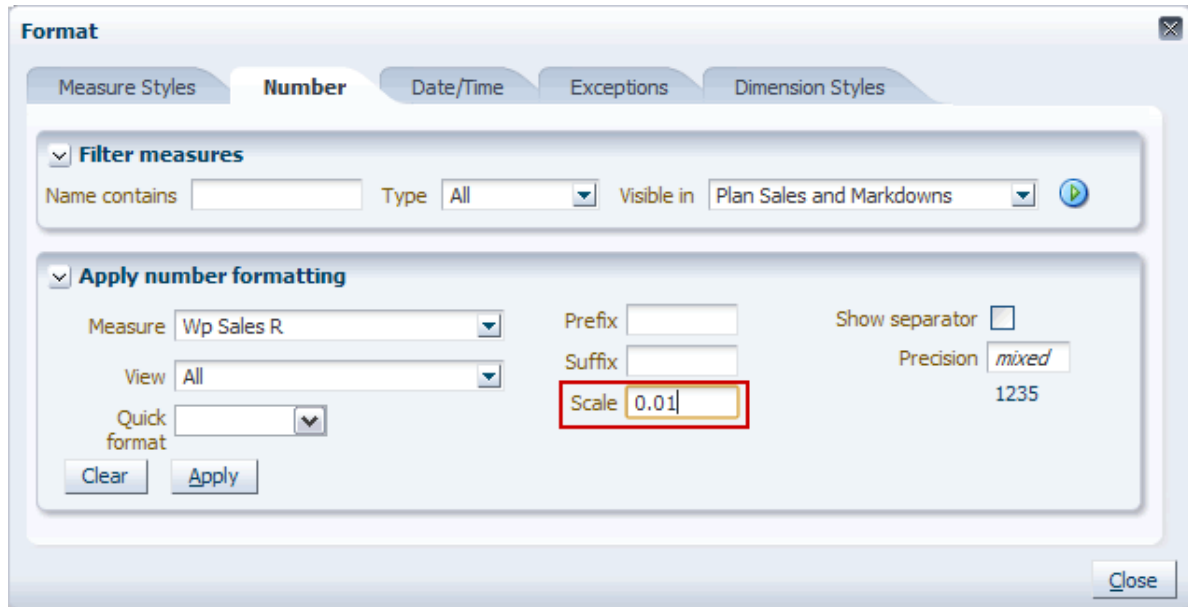 Format
Measure Styles Number Date/Time Exceptions Dimension Styles
Filter measures
Name contains Type All Visible in Plan Sales and Markdowns
Apply number formatting
Measure Wp Sales R Prefix Show separator
View All Suffix Precision mixed
Scale 0.01 1235
Quick
format
Clear Apply
Close